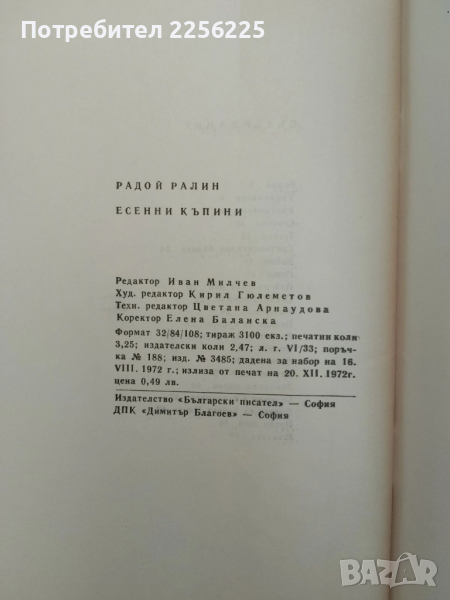 Потребител 2256225
РАДОЙ РАЛИН
ЕСЕННИ КЪПИНИ
Редактор Иван Милчев
Худ. редактор Кирил Гюлеметов
Техн. редактор Цветана Арнаудова
Коректор Елена Баланска
Формат 32/84/108; тираж 3100 екз.; печатни коли
3,25; издателски коли 2,47; л. г. VI/33; поръч-
ка № 188; изд. № 3485; дадена за набор на 16.
VIII. 1972 г.; излиза от печат на 20. XII. 1972г.
цена 0,49 лв.
Издателство «Български писател» — София
ДПК «Димитър Благоев» — София
BAZAR